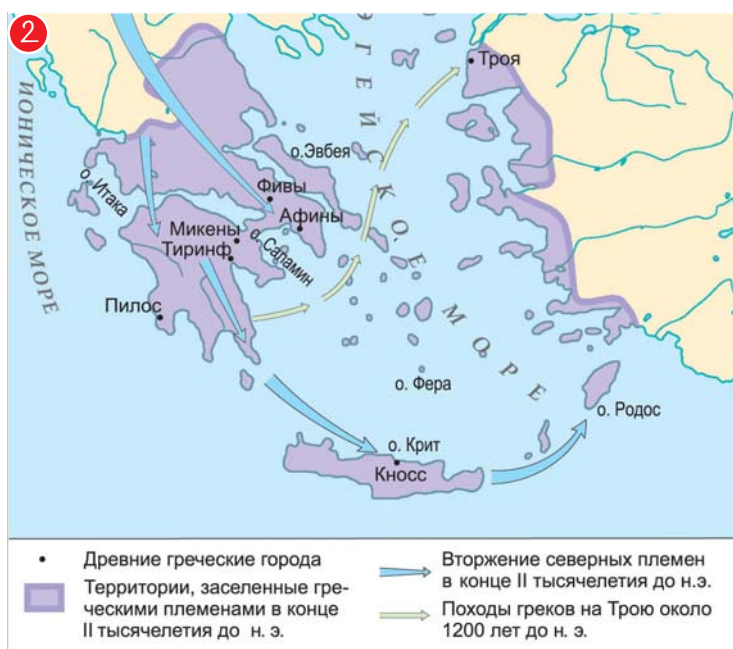 2
ИОНИЧЕСКОЕ МОРЕ
ЭГЕЙСКОЕ МОРЕ
Троя
о.Эвбея
о. Итака
Фивы
Афины
Микены
о. Саламин
Тиринф
Пилос
о. Фера
о. Родос
о. Крит
Кносс
Древние греческие города
Территории, заселенные гре-
ческими племенами в конце
II тысячелетия до н. э.
Вторжение северных племен
в конце II тысячелетия до н.э.
Походы греков на Трою около
1200 лет до н. э.